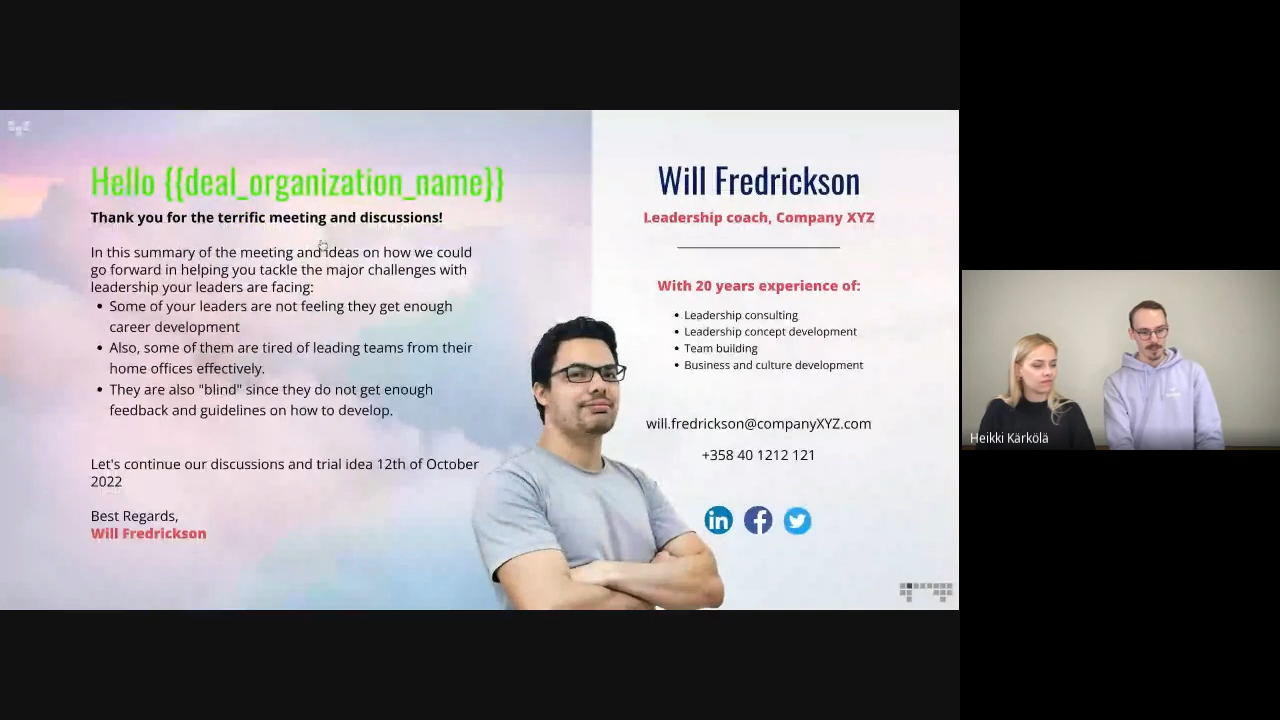 Hello {{deal_organization_name}}
Thank you for the terrific meeting and discussions!
In this summary of the meeting and ideas on how we could
go forward in helping you tackle the major challenges with
leadership your leaders are facing:
• Some of your leaders are not feeling they get enough
career development
• Also, some of them are tired of leading teams from their
home offices effectively.
• They are also "blind" since they do not get enough
feedback and guidelines on how to develop.
Let's continue our discussions and trial idea 12th of October
2022
Best Regards,
Will Fredrickson
Will Fredrickson
Leadership coach, Company XYZ
With 20 years experience of:
• Leadership consulting
• Leadership concept development
• Team building
• Business and culture development
will.fredrickson@companyXYZ.com
+358 40 1212 121
in f
Heikki Kärkölä